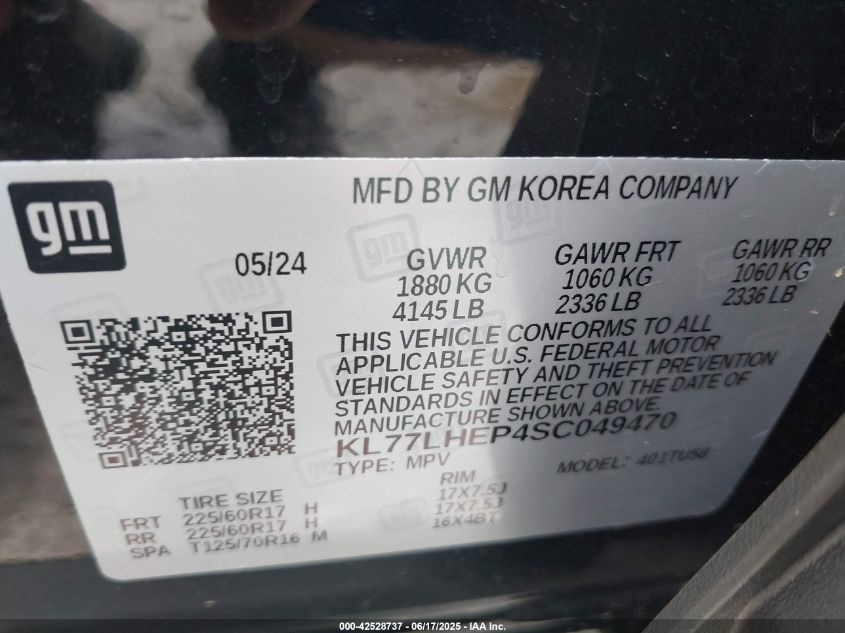 gm
MFD BY GM KOREA COMPANY
05/24
GVWR GAWR FRT GAWR RR
1880 KG 1060 KG 1060 KG
4145 LB 2336 LB 2336 LB
THIS VEHICLE CONFORMS TO ALL
APPLICABLE U.S. FEDERAL MOTOR
VEHICLE SAFETY AND THEFT PREVENTION
STANDARDS IN EFFECT ON THE DATE OF
MANUFACTURE SHOWN ABOVE.
KL77LHEP4SC049470
TYPE: MPV MODEL: 401TU58
TIRE SIZE RIM
FRT 225/60R17 H 17X7.5J
RR 225/60R17 H 17X7.5J
SPA T125/70R16 M 16X4BT
000-42528737 - 06/17/2025 - IAA Inc.